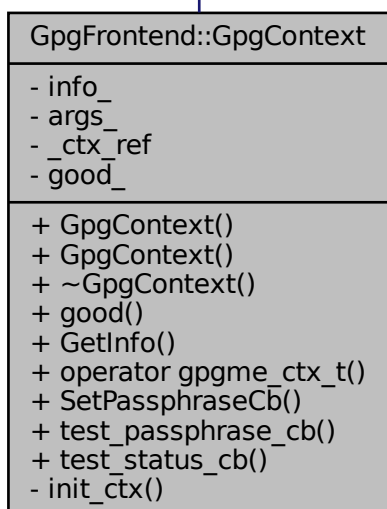 GpgFrontend::GpgContext
- info_
- args_
- _ctx_ref
- good_
+ GpgContext()
+ GpgContext()
+ ~GpgContext()
+ good()
+ GetInfo()
+ operator gpgme_ctx_t()
+ SetPassphraseCb()
+ test_passphrase_cb()
+ test_status_cb()
- init_ctx()